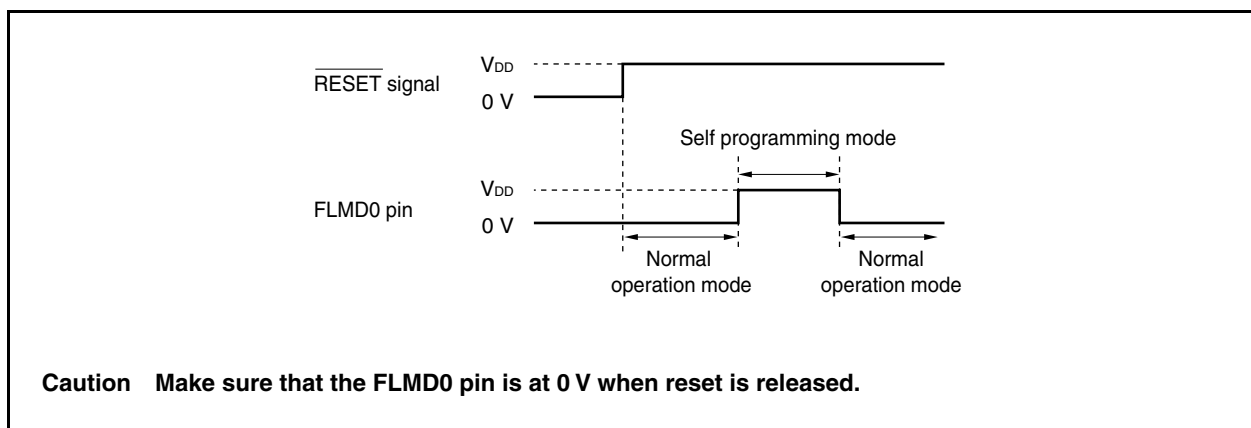 VDD
RESET signal
0 V
Self programming mode
VDD
FLMD0 pin
0 V
Normal
operation mode
Normal
operation mode
Caution Make sure that the FLMD0 pin is at 0 V when reset is released.